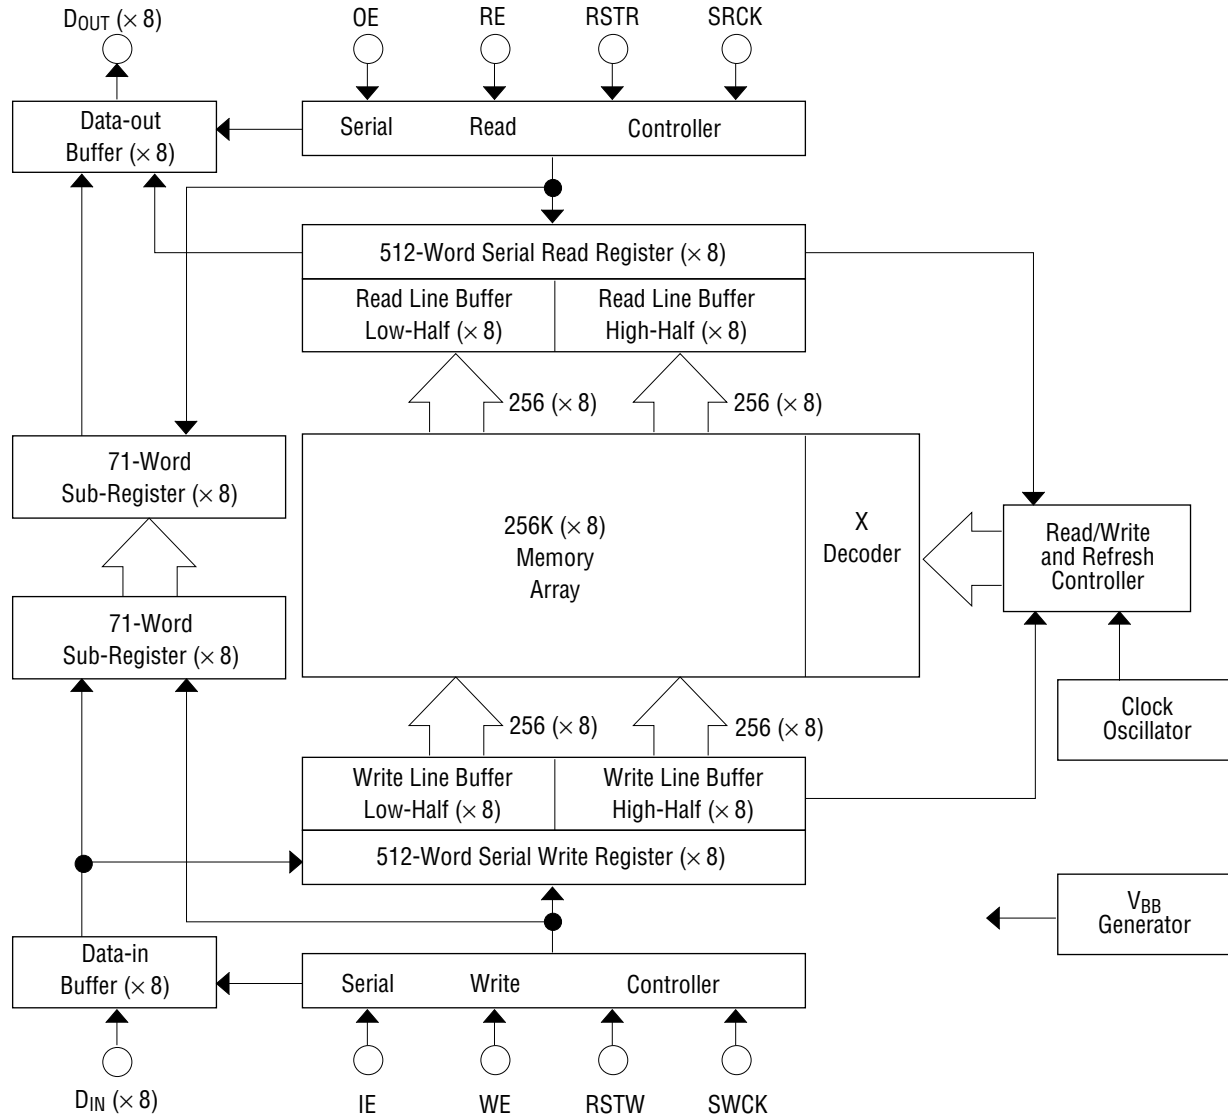 D_OUT (× 8)
OE
RE
RSTR
SRCK
Data-out
Buffer (× 8)
Serial Read Controller
512-Word Serial Read Register (× 8)
Read Line Buffer
Low-Half (× 8)
Read Line Buffer
High-Half (× 8)
256 (× 8)
256 (× 8)
71-Word
Sub-Register (× 8)
256K (× 8)
Memory
Array
X
Decoder
Read/Write
and Refresh
Controller
71-Word
Sub-Register (× 8)
256 (× 8)
256 (× 8)
Clock
Oscillator
Write Line Buffer
Low-Half (× 8)
Write Line Buffer
High-Half (× 8)
512-Word Serial Write Register (× 8)
V_BB
Generator
Data-in
Buffer (× 8)
Serial Write Controller
D_IN (× 8)
IE
WE
RSTW
SWCK